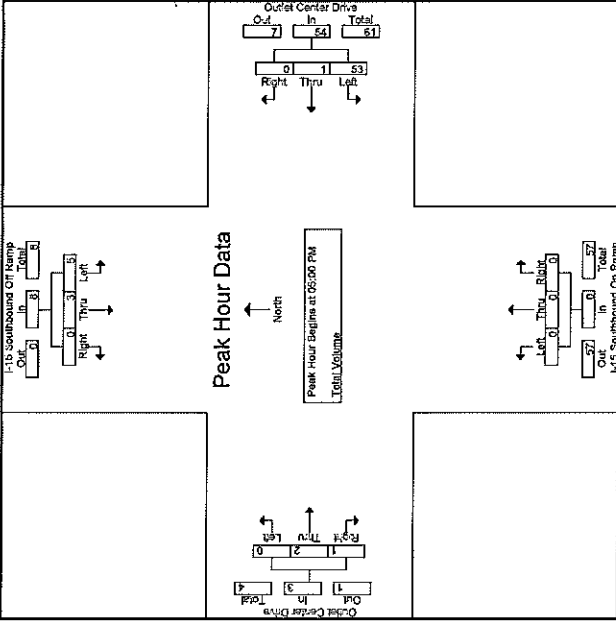 Outlet Center Drive
Out In Total
7 54 61
0 1 53
Right Thru Left
I-15 Southbound Off Ramp
Out In Total
0 8 8
0 3 5
Right Thru Left
Peak Hour Data
North
Peak Hour Begins at 05:00 PM
Total Volume
Left Thru Right
0 0 0
57 0 57
Out In Total
I-15 Southbound On Ramp
Left Thru Right
0 2 1
4 3 1
Total In Out
Outlet Center Drive